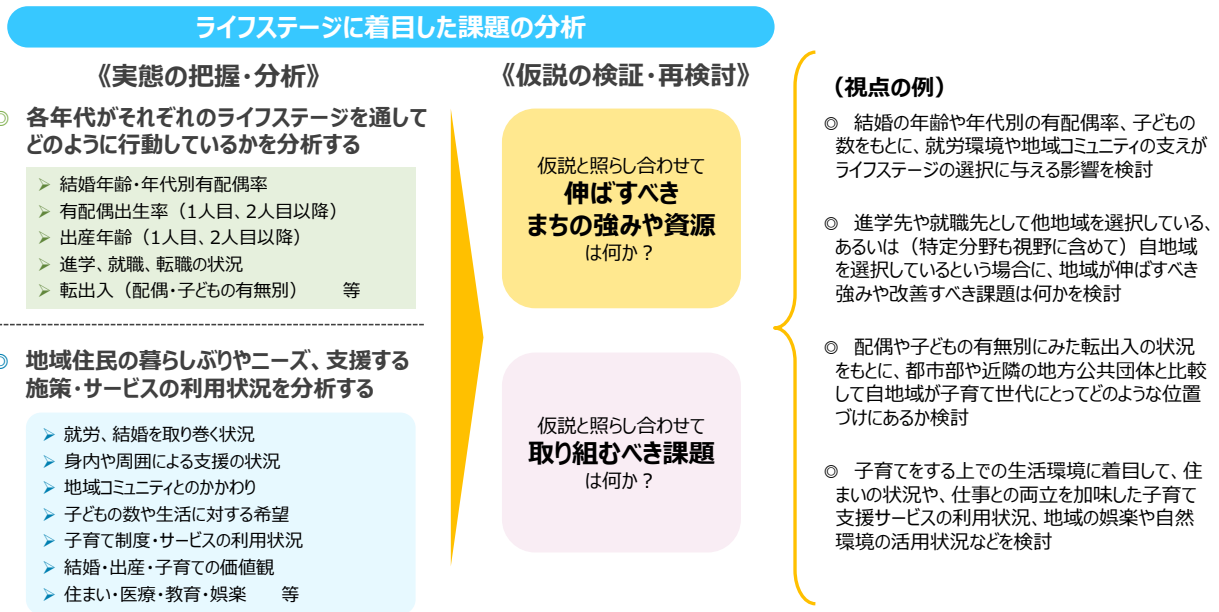 ライフステージに着目した課題の分析
《実態の把握・分析》
◎ 各年代がそれぞれのライフステージを通して
どのように行動しているかを分析する
➢ 結婚年齢・年代別有配偶率
➢ 有配偶出生率（1人目、2人目以降）
➢ 出産年齢（1人目、2人目以降）
➢ 進学、就職、転職の状況
➢ 転出入（配偶・子どもの有無別）　　等
◎ 地域住民の暮らしぶりやニーズ、支援する
施策・サービスの利用状況を分析する
➢ 就労、結婚を取り巻く状況
➢ 身内や周囲による支援の状況
➢ 地域コミュニティとのかかわり
➢ 子どもの数や生活に対する希望
➢ 子育て制度・サービスの利用状況
➢ 結婚・出産・子育ての価値観
➢ 住まい・医療・教育・娯楽　　等
《仮説の検証・再検討》
仮説と照らし合わせて
伸ばすべき
まちの強みや資源
は何か？
仮説と照らし合わせて
取り組むべき課題
は何か？
（視点の例）
◎ 結婚の年齢や年代別の有配偶率、子どもの
数をもとに、就労環境や地域コミュニティの支えが
ライフステージの選択に与える影響を検討
◎ 進学先や就職先として他地域を選択している、
あるいは（特定分野も視野に含めて）自地域
を選択しているという場合に、地域が伸ばすべき
強みや改善すべき課題は何かを検討
◎ 配偶や子どもの有無別にみた転出入の状況
をもとに、都市部や近隣の地方公共団体と比較
して自地域が子育て世代にとってどのような位置
づけにあるか検討
◎ 子育てをする上での生活環境に着目して、住
まいの状況や、仕事との両立を加味した子育て
支援サービスの利用状況、地域の娯楽や自然
環境の活用状況などを検討